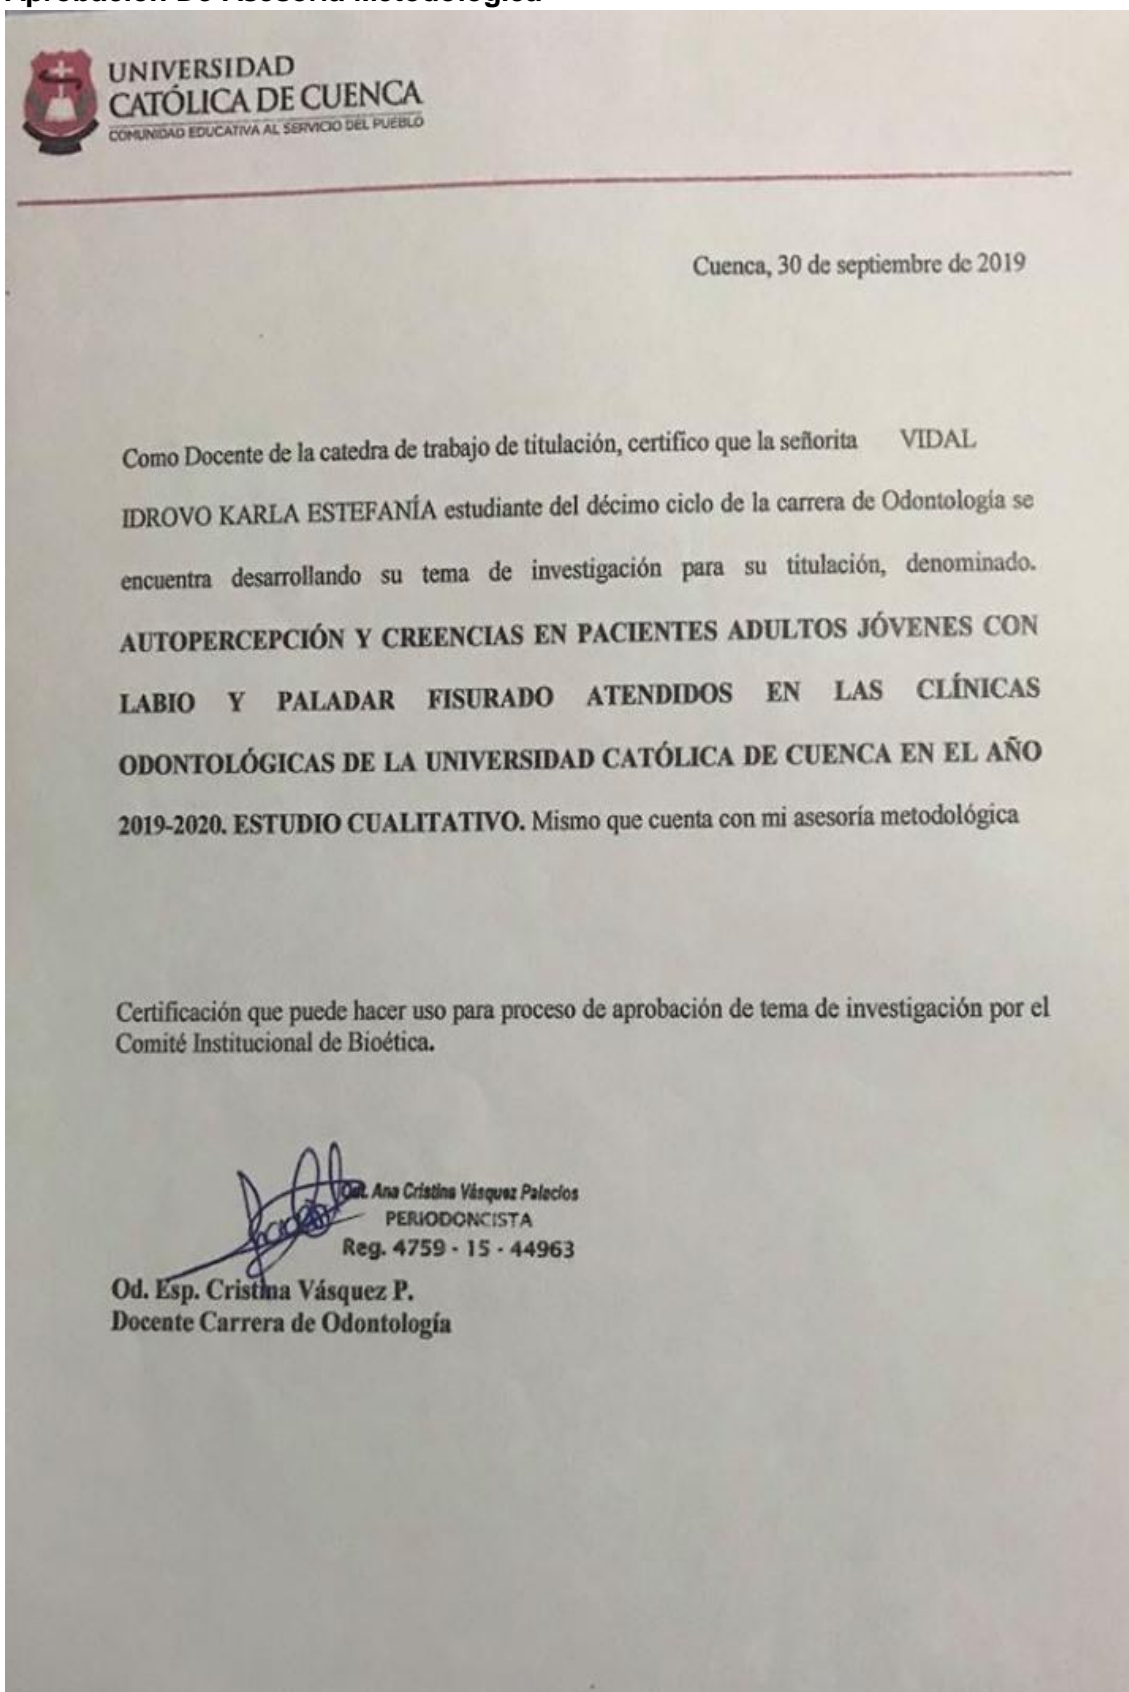 Aprobación De Asesoría Metodológica
UNIVERSIDAD
CATÓLICA DE CUENCA
COMUNIDAD EDUCATIVA AL SERVICIO DEL PUEBLO
Cuenca, 30 de septiembre de 2019
Como Docente de la catedra de trabajo de titulación, certifico que la señorita VIDAL
IDROVO KARLA ESTEFANÍA estudiante del décimo ciclo de la carrera de Odontología se
encuentra desarrollando su tema de investigación para su titulación, denominado.
AUTOPERCEPCIÓN Y CREENCIAS EN PACIENTES ADULTOS JÓVENES CON
LABIO Y PALADAR FISURADO ATENDIDOS EN LAS CLÍNICAS
ODONTOLÓGICAS DE LA UNIVERSIDAD CATÓLICA DE CUENCA EN EL AÑO
2019-2020. ESTUDIO CUALITATIVO. Mismo que cuenta con mi asesoría metodológica
Certificación que puede hacer uso para proceso de aprobación de tema de investigación por el
Comité Institucional de Bioética.
Ana Cristina Vásquez Palacios
PERIODONCISTA
Reg. 4759 - 15 - 44963
Od. Esp. Cristina Vásquez P.
Docente Carrera de Odontología